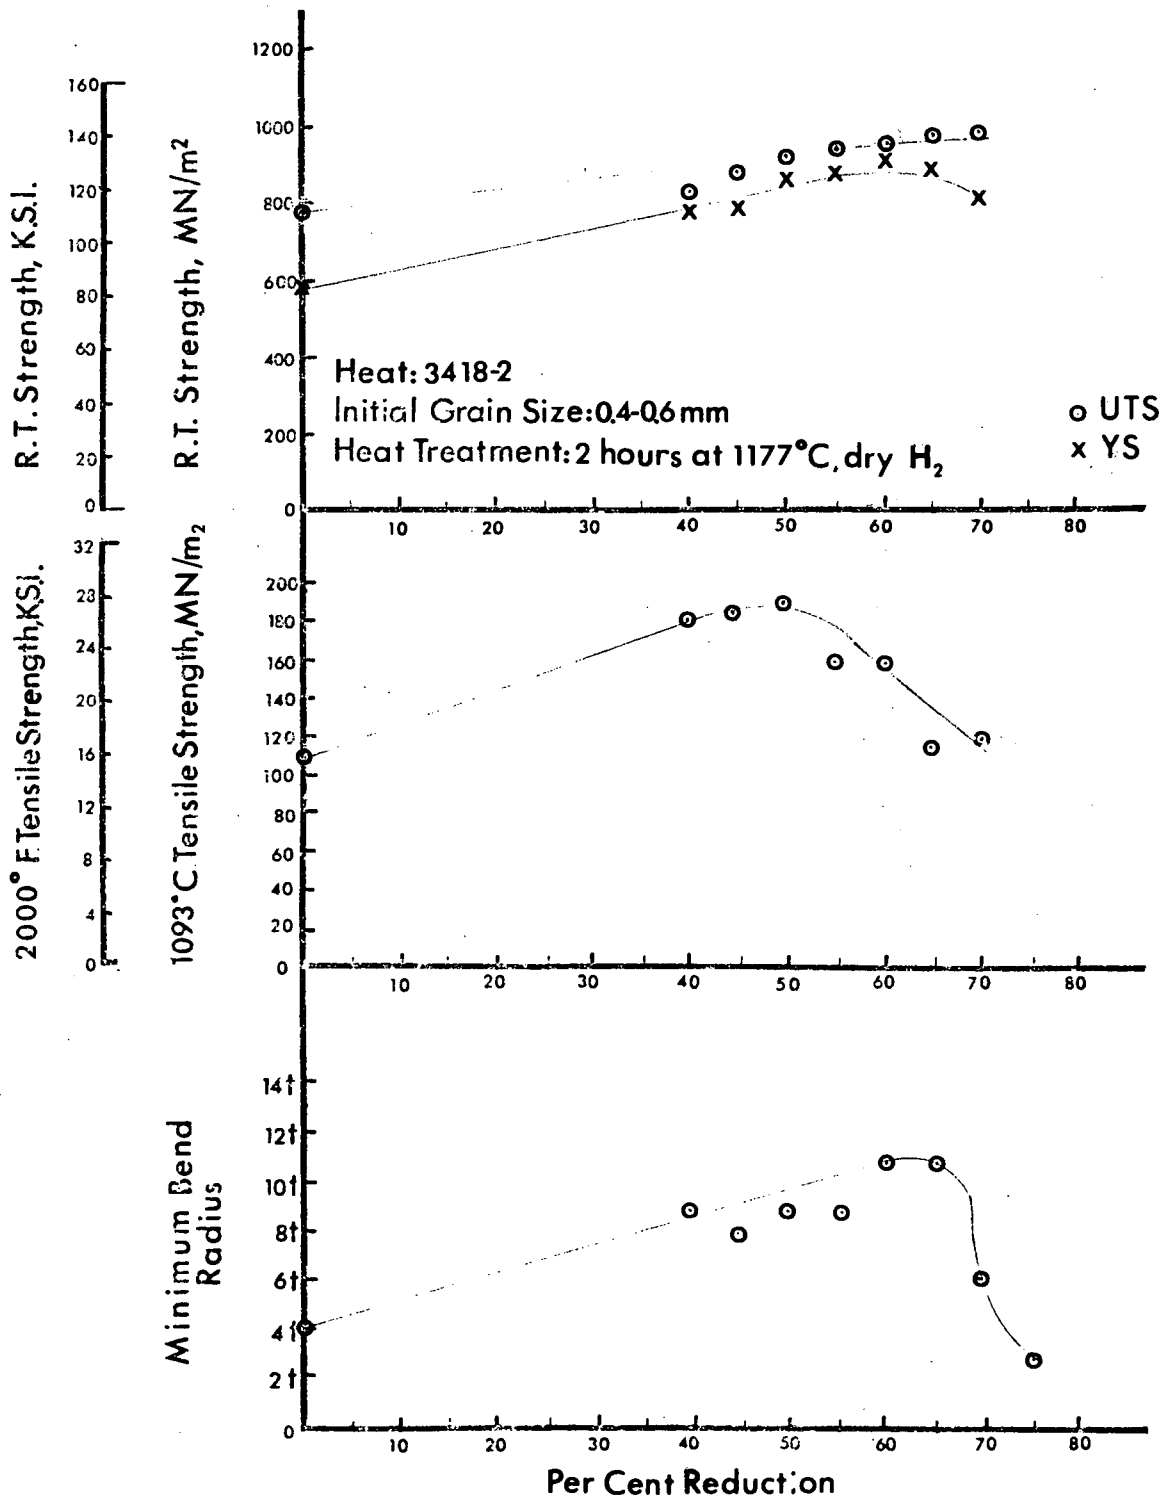 R.T. Strength, K.S.I.
160
140
120
100
80
60
40
20
0
R.T. Strength, MN/m²
1200
1000
800
600
400
200
0
Heat: 3418-2
Initial Grain Size: 0.4-0.6 mm
Heat Treatment: 2 hours at 1177°C, dry H₂
⊙ UTS
x YS
10 20 30 40 50 60 70 80
2000° F. Tensile Strength, K.S.I.
32
28
24
20
16
12
8
4
0
1093°C. Tensile Strength, MN/m₂
200
180
160
140
120
100
80
60
40
20
0
10 20 30 40 50 60 70 80
Minimum Bend
Radius
14t
12t
10t
8t
6t
4t
2t
0
10 20 30 40 50 60 70 80
Per Cent Reduction